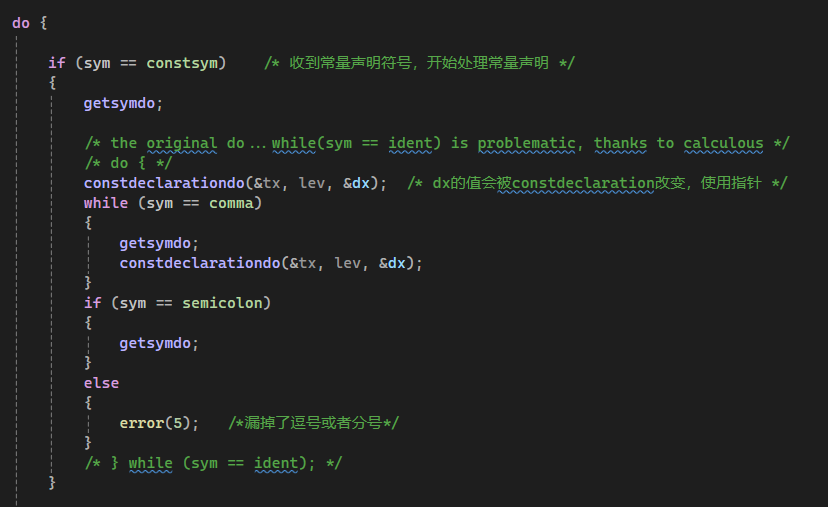 do {
if (sym == constsym)    /* 收到常量声明符号，开始处理常量声明 */
{
getsymdo;
/* the original do...while(sym == ident) is problematic, thanks to calculous */
/* do { */
constdeclarationdo(&tx, lev, &dx);  /* dx的值会被constdeclaration改变，使用指针 */
while (sym == comma)
{
getsymdo;
constdeclarationdo(&tx, lev, &dx);
}
if (sym == semicolon)
{
getsymdo;
}
else
{
error(5);   /*漏掉了逗号或者分号*/
}
/* } while (sym == ident); */
}